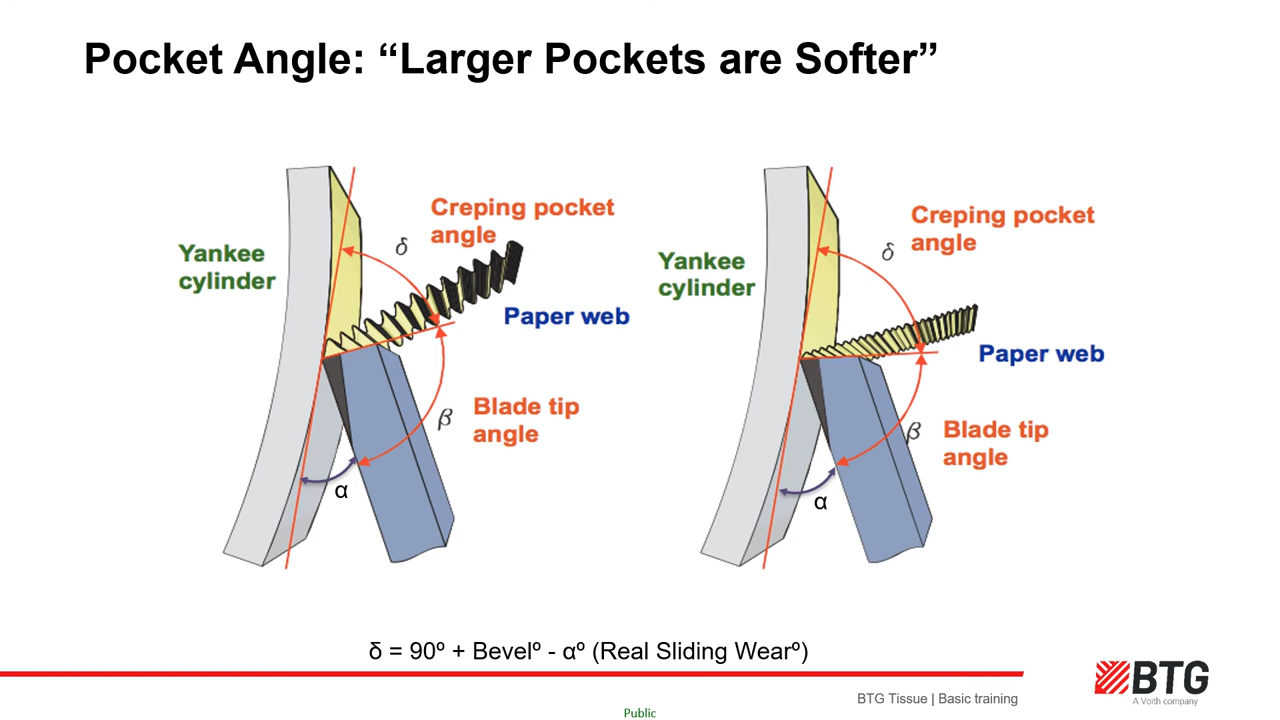 Pocket Angle: “Larger Pockets are Softer”
Creping pocket
angle
δ
Yankee
cylinder
Paper web
Blade tip
angle
β
α
Creping pocket
angle
δ
Yankee
cylinder
Paper web
Blade tip
angle
β
α
δ = 90º + Bevelº - αº (Real Sliding Wearº)
BTG Tissue | Basic training
BTG
A Voith company
Public